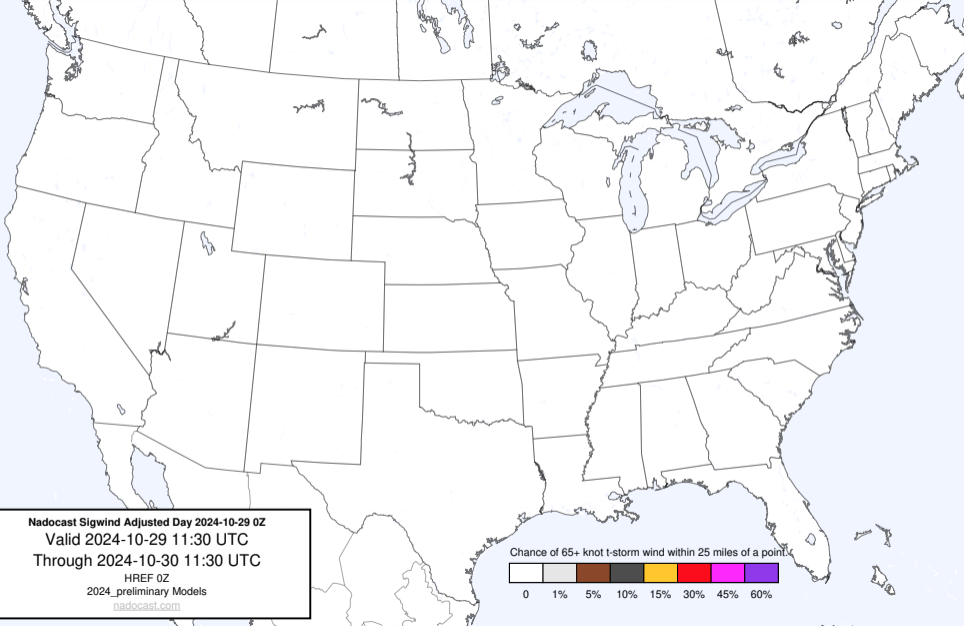 Nadocast Sigwind Adjusted Day 2024-10-29 0Z
Valid 2024-10-29 11:30 UTC
Through 2024-10-30 11:30 UTC
HREF 0Z
2024_preliminary Models
nadocast.com
Chance of 65+ knot t-storm wind within 25 miles of a point.
0 1% 5% 10% 15% 30% 45% 60%